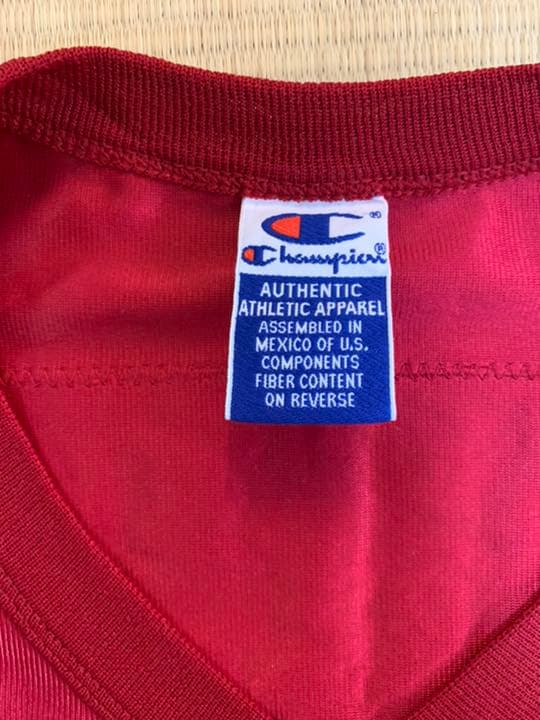 ®
Champion®
AUTHENTIC
ATHLETIC APPAREL
ASSEMBLED IN
MEXICO OF U.S.
COMPONENTS
FIBER CONTENT
ON REVERSE